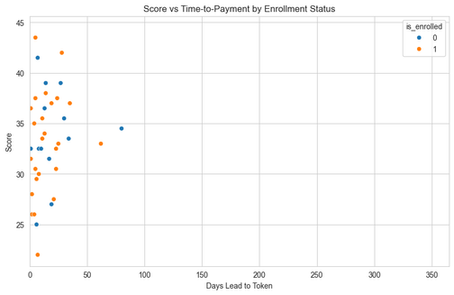 Score vs Time-to-Payment by Enrollment Status
is_enrolled
0
1
45
40
35
30
25
Score
0 50 100 150 200 250 300 350
Days Lead to Token